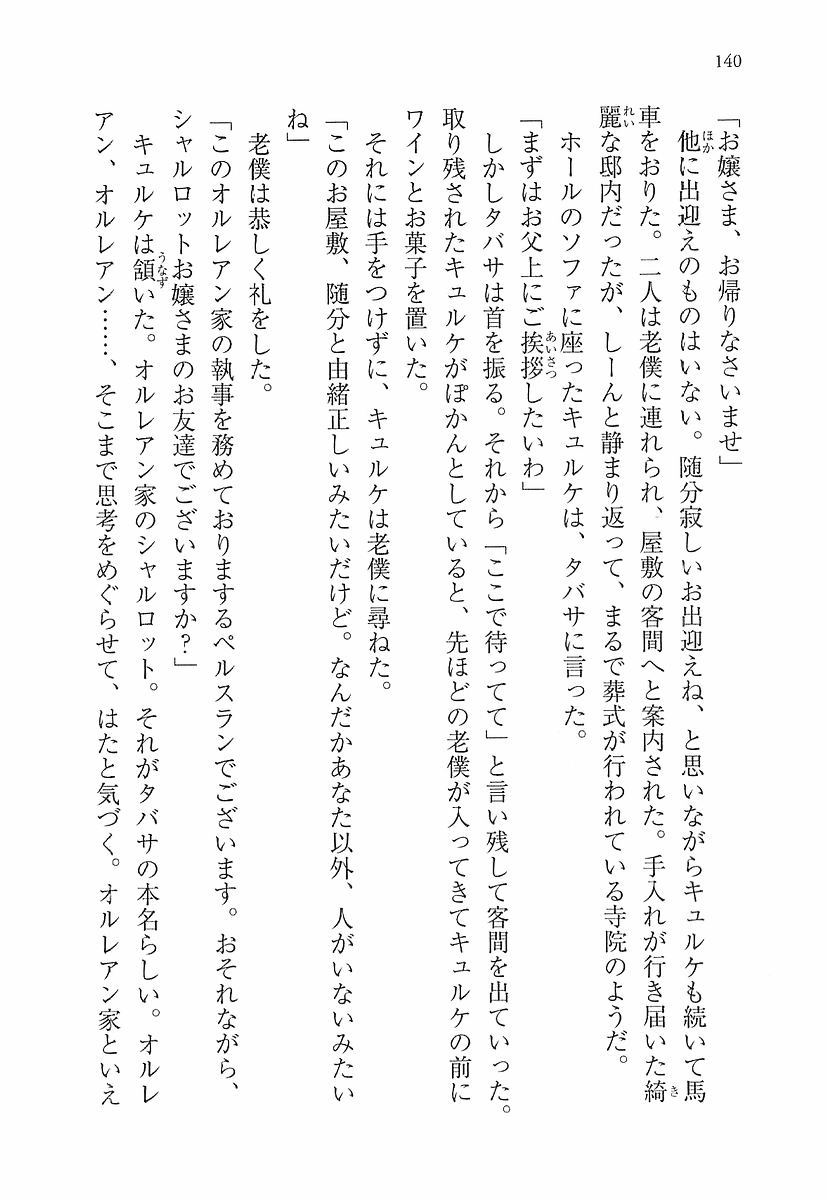 140
「お嬢さま、お帰りなさいませ」
他に出迎えのものはいない。随分寂しいお出迎えね、と思いながらキュルケも続いて馬
車をおりた。二人は老僕に連れられ、屋敷の客間へと案内された。手入れが行き届いた綺
麗な邸内だったが、しーんと静まり返って、まるで葬式が行われている寺院のようだ。
ホールのソファに座ったキュルケは、タバサに言った。
「まずはお父上にご挨拶したいわ」
しかしタバサは首を振る。それから「ここで待ってて」と言い残して客間を出ていった。
取り残されたキュルケがぽかんとしていると、先ほどの老僕が入ってきてキュルケの前に
ワインとお菓子を置いた。
それには手をつけずに、キュルケは老僕に尋ねた。
「このお屋敷、随分と由緒正しいみたいだけど。なんだかあなた以外、人がいないみたい
ね」
老僕は恭しく礼をした。
「このオルレアン家の執事を務めておりまするペルスランでございます。おそれながら、
シャルロットお嬢さまのお友達でございますか?」
キュルケは頷いた。オルレアン家のシャルロット。それがタバサの本名らしい。オルレ
アン、オルレアン……、そこまで思考をめぐらせて、はたと気づく。オルレアン家といえ